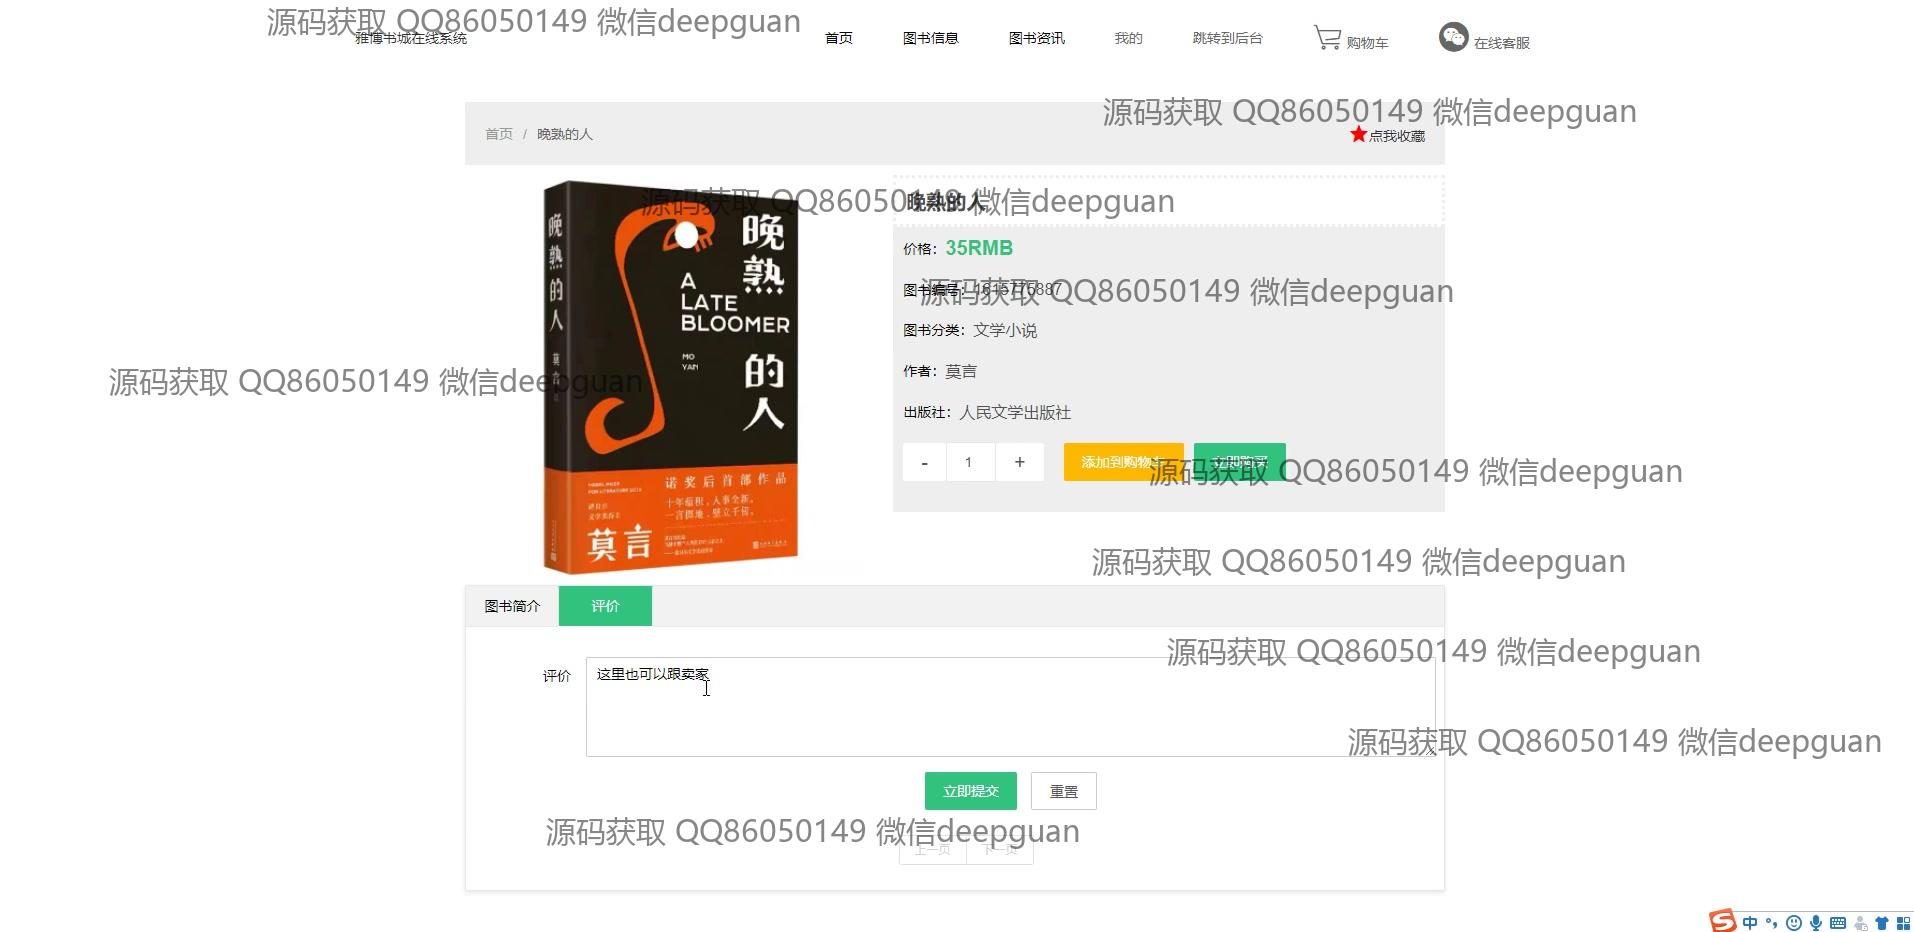 源码获取 QQ86050149 微信deepguan
雅博书城在线系统
首页
图书信息
图书资讯
我的
跳转到后台
购物车
在线客服
源码获取 QQ86050149 微信deepguan
首页 / 晚熟的人
点我收藏
源码获取 QQ86050149 微信deepguan
晚熟的人
价格：35RMB
源码获取 QQ86050149 微信deepguan
图书编号：1615775887
图书分类：文学小说
作者：莫言
出版社：人民文学出版社
源码获取 QQ86050149 微信deepguan
- 1 +
添加到购物车
立即购买
源码获取 QQ86050149 微信deepguan
晚熟的人
莫言
晚熟的人
A
LATE
BLOOMER
MO
YAN
诺奖后首部作品
十年蕴积，人事全新。
一言掷地，壁立千仞。
莫言
源码获取 QQ86050149 微信deepguan
图书简介
评价
源码获取 QQ86050149 微信deepguan
评价
这里也可以跟卖家
源码获取 QQ86050149 微信deepguan
立即提交
重置
源码获取 QQ86050149 微信deepguan
上一页
下一页
中